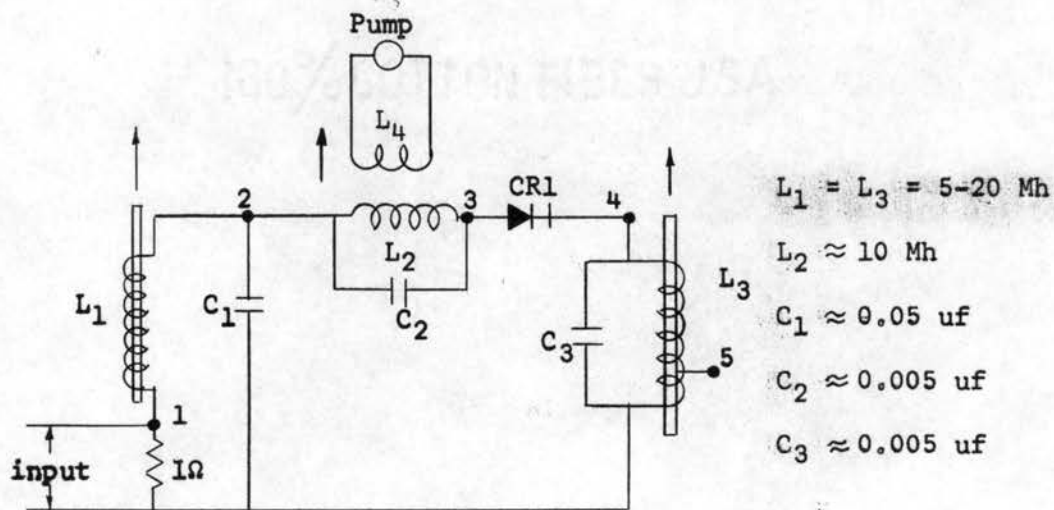 Pump
L4
CR1
2
3
4
L1 = L3 = 5-20 Mh
L2 ≈ 10 Mh
L1
C1
L2
C2
C3
L3
5
C1 ≈ 0.05 uf
C2 ≈ 0.005 uf
C3 ≈ 0.005 uf
1
input
1Ω